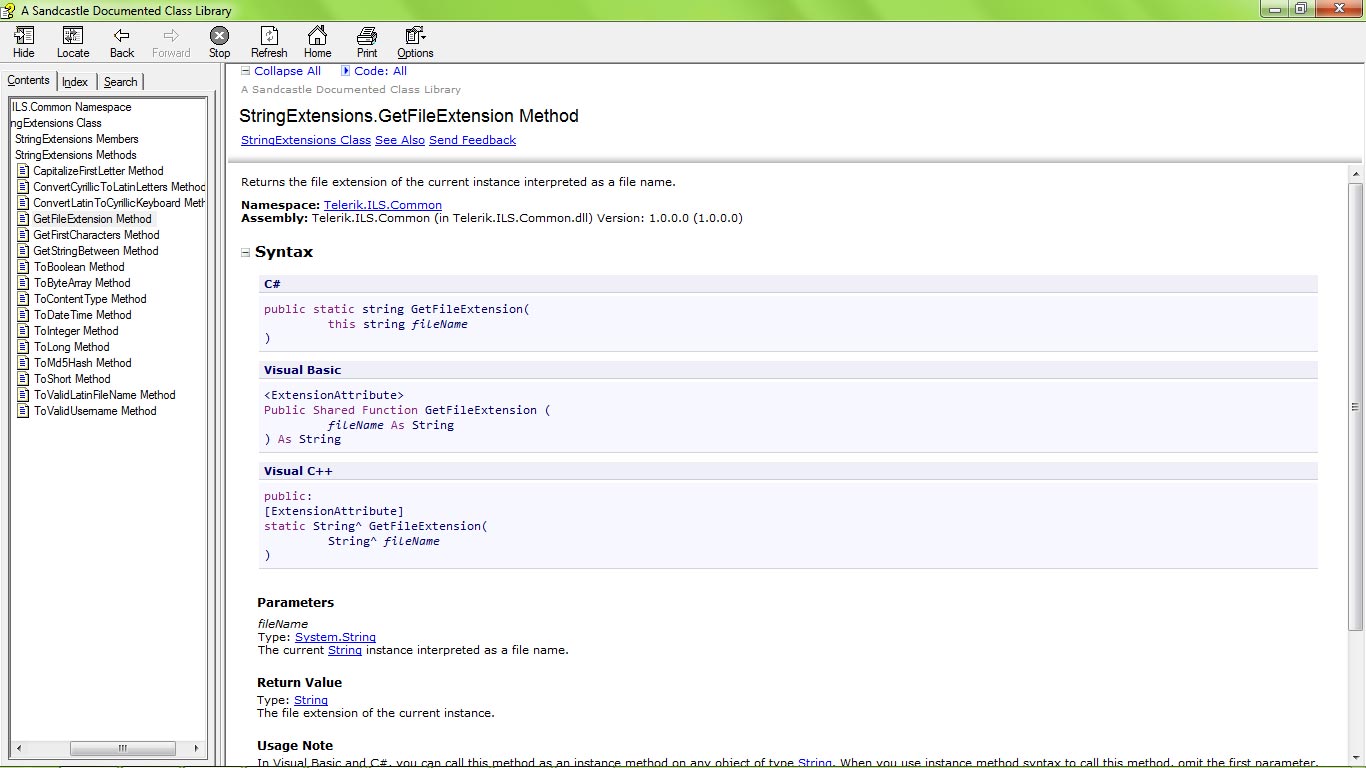 A Sandcastle Documented Class Library
Hide Locate Back Forward Stop Refresh Home Print Options
Contents Index Search
ILS.Common Namespace
ngExtensions Class
StringExtensions Members
StringExtensions Methods
CapitalizeFirstLetter Method
ConvertCyrillicToLatinLetters Method
ConvertLatinToCyrillicKeyboard Meth
GetFileExtension Method
GetFirstCharacters Method
GetStringBetween Method
ToBoolean Method
ToByteArray Method
ToContentType Method
ToDateTime Method
ToInteger Method
ToLong Method
ToMd5Hash Method
ToShort Method
ToValidLatinFileName Method
ToValidUsername Method
Collapse All Code: All
A Sandcastle Documented Class Library
StringExtensions.GetFileExtension Method
StringExtensions Class See Also Send Feedback
Returns the file extension of the current instance interpreted as a file name.
Namespace: Telerik.ILS.Common
Assembly: Telerik.ILS.Common (in Telerik.ILS.Common.dll) Version: 1.0.0.0 (1.0.0.0)
Syntax
C#
public static string GetFileExtension(
this string fileName
)
Visual Basic
<ExtensionAttribute>
Public Shared Function GetFileExtension (
fileName As String
) As String
Visual C++
public:
[ExtensionAttribute]
static String^ GetFileExtension(
String^ fileName
)
Parameters
fileName
Type: System.String
The current String instance interpreted as a file name.
Return Value
Type: String
The file extension of the current instance.
Usage Note
In Visual Basic and C#, you can call this method as an instance method on any object of type String. When you use instance method syntax to call this method, omit the first parameter.